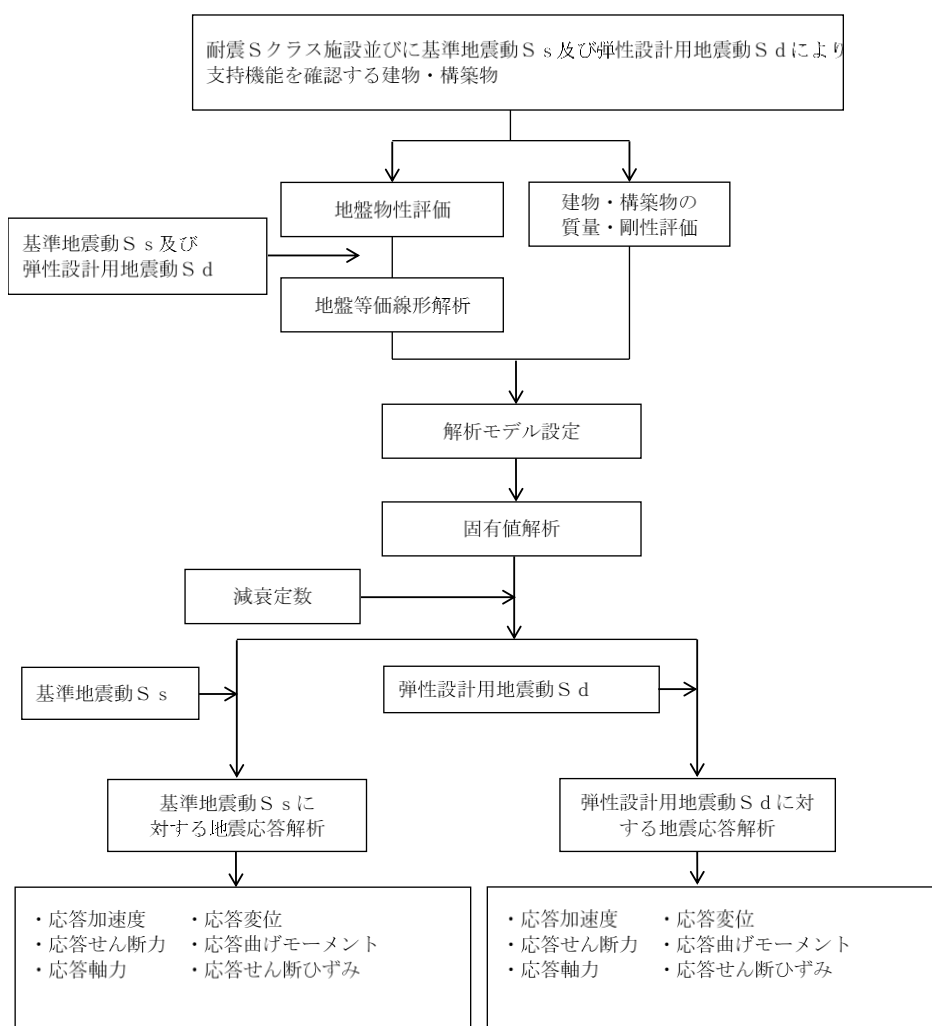 耐震Ｓクラス施設並びに基準地震動Ｓｓ及び弾性設計用地震動Ｓｄにより
支持機能を確認する建物・構築物
地盤物性評価
建物・構築物の
質量・剛性評価
基準地震動Ｓｓ及び
弾性設計用地震動Ｓｄ
地盤等価線形解析
解析モデル設定
固有値解析
減衰定数
基準地震動Ｓｓ
弾性設計用地震動Ｓｄ
基準地震動Ｓｓに
対する地震応答解析
弾性設計用地震動Ｓｄに対
する地震応答解析
・応答加速度　・応答変位
・応答せん断力　・応答曲げモーメント
・応答軸力　・応答せん断ひずみ
・応答加速度　・応答変位
・応答せん断力　・応答曲げモーメント
・応答軸力　・応答せん断ひずみ